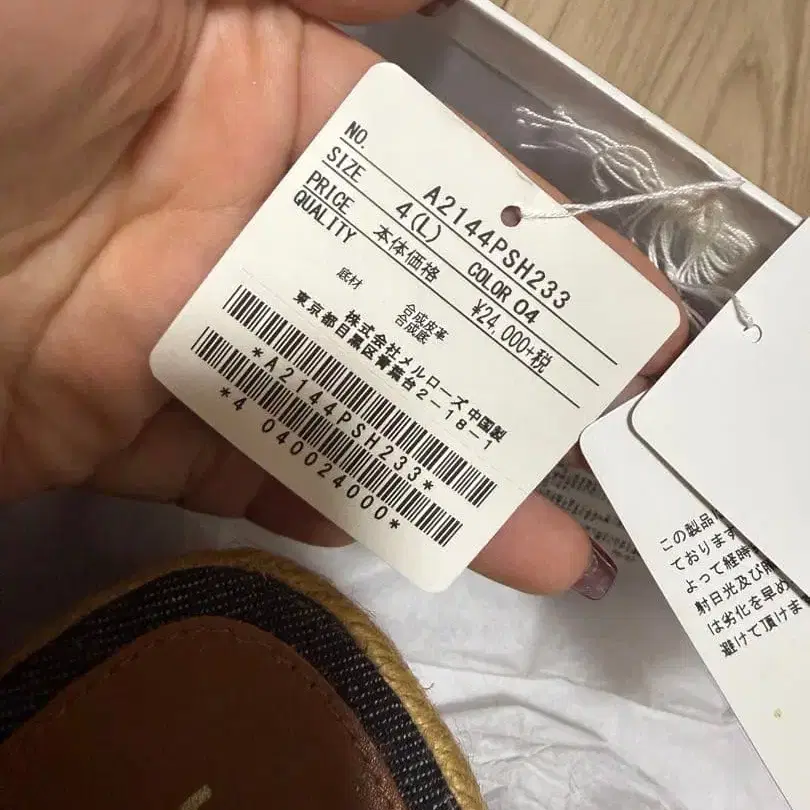 NO. A2144PSH233
SIZE 4(L) COLOR 04
PRICE 本体価格 ¥24,000+税
QUALITY
合成皮革
底材 合成底
株式会社メルローズ 中国製
東京都目黒区青葉台2-18-1
*A2144PSH233*
*4 040024000*
この製品は
ております
よって経時
射日光及び
は劣化を早め
避けて頂けま